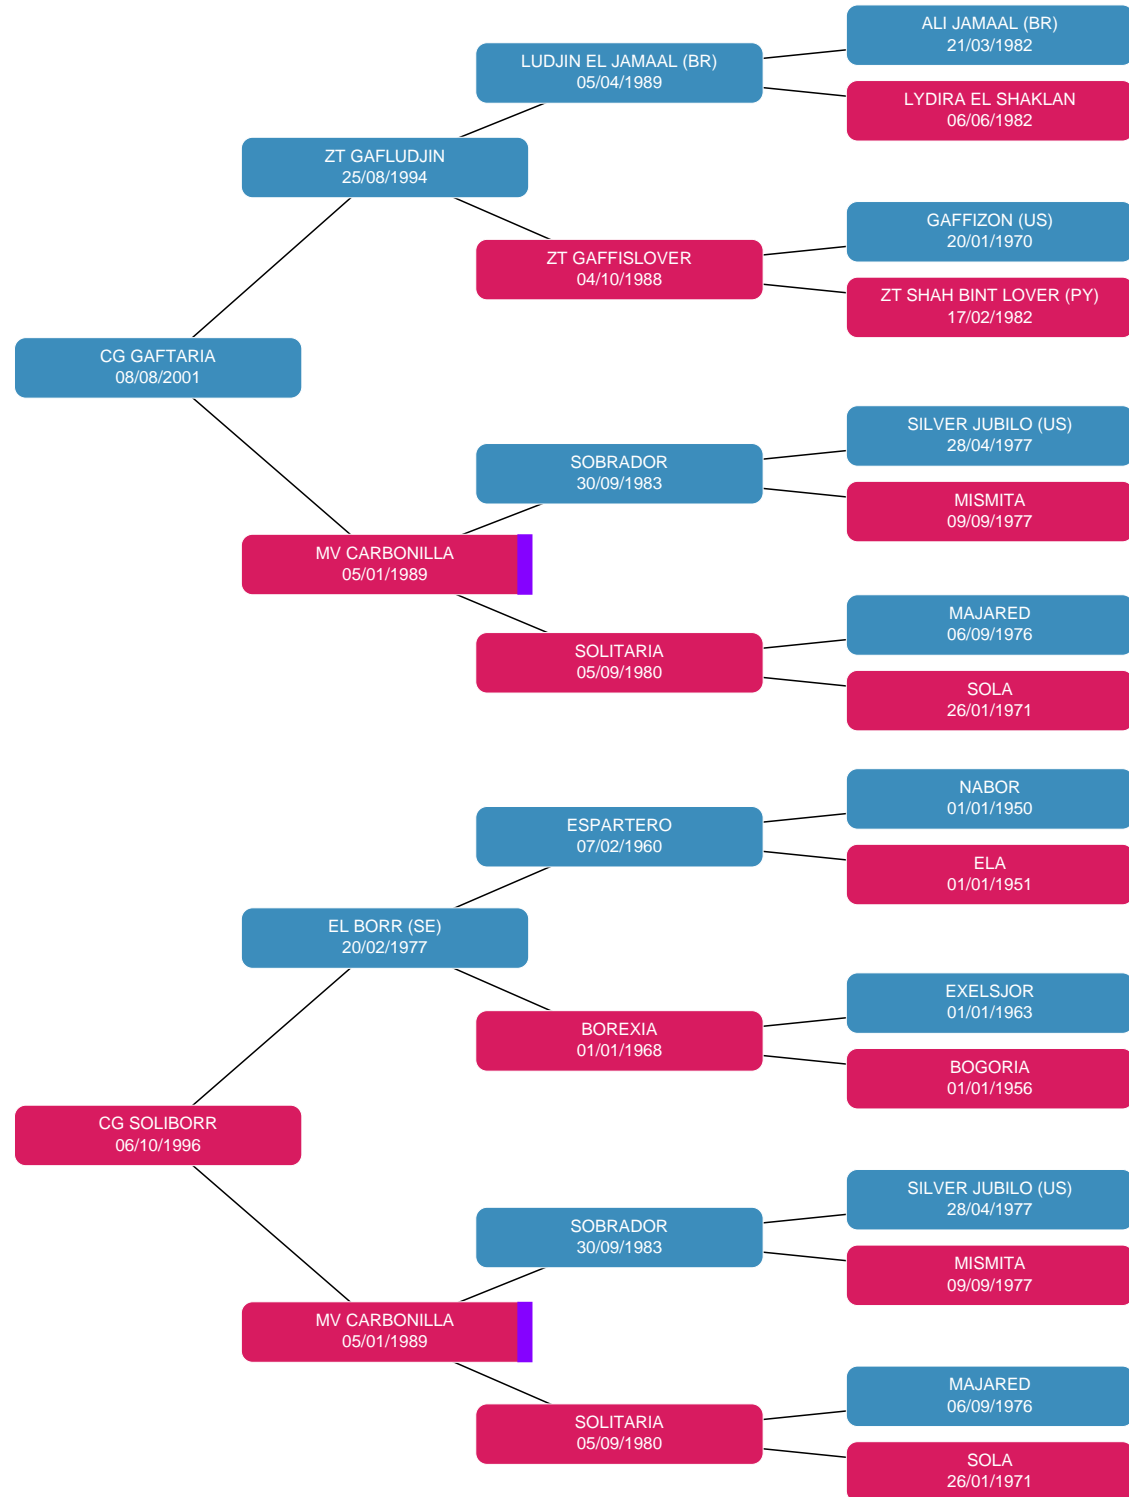 ALI JAMAAL (BR)
21/03/1982
LUDJIN EL JAMAAL (BR)
05/04/1989
LYDIRA EL SHAKLAN
06/06/1982
ZT GAFLUDJIN
25/08/1994
GAFFIZON (US)
20/01/1970
ZT GAFFISLOVER
04/10/1988
ZT SHAH BINT LOVER (PY)
17/02/1982
CG GAFTARIA
08/08/2001
SILVER JUBILO (US)
28/04/1977
SOBRADOR
30/09/1983
MISMITA
09/09/1977
MV CARBONILLA
05/01/1989
MAJARED
06/09/1976
SOLITARIA
05/09/1980
SOLA
26/01/1971
NABOR
01/01/1950
ESPARTERO
07/02/1960
ELA
01/01/1951
EL BORR (SE)
20/02/1977
EXELSJOR
01/01/1963
BOREXIA
01/01/1968
BOGORIA
01/01/1956
CG SOLIBORR
06/10/1996
SILVER JUBILO (US)
28/04/1977
SOBRADOR
30/09/1983
MISMITA
09/09/1977
MV CARBONILLA
05/01/1989
MAJARED
06/09/1976
SOLITARIA
05/09/1980
SOLA
26/01/1971